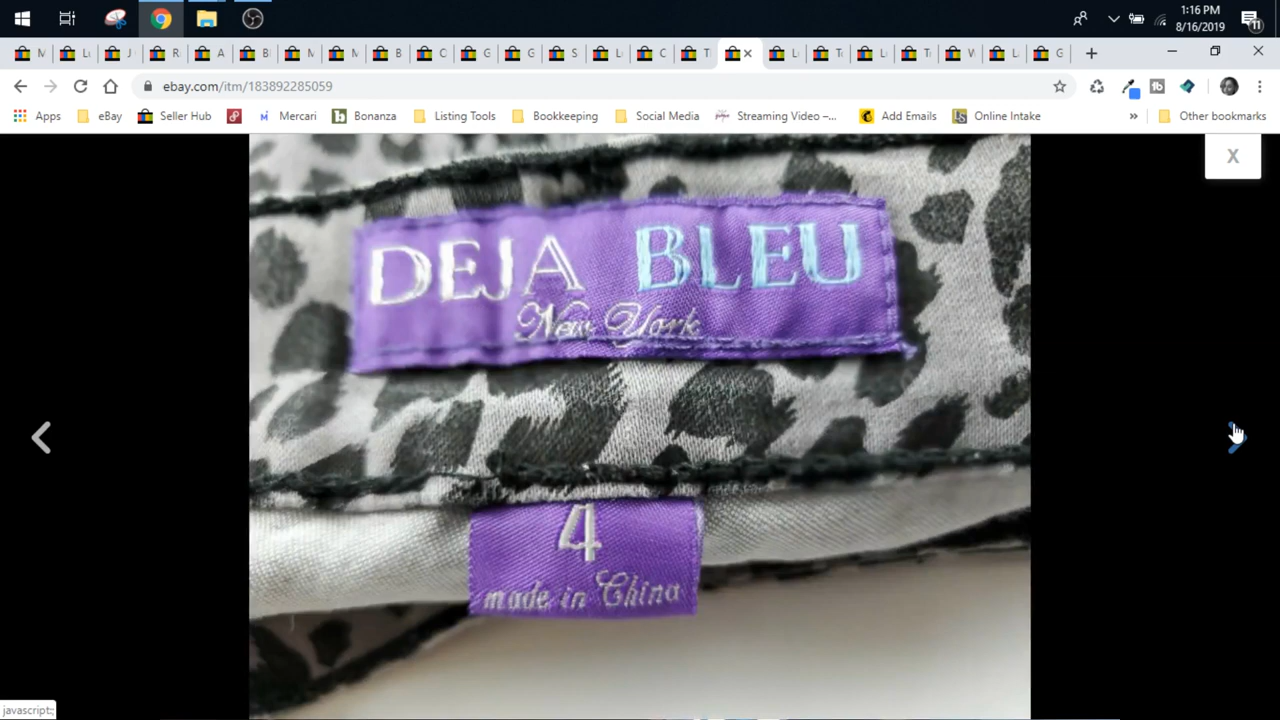 1:16 PM
8/16/2019
ebay.com/itm/183892285059
Apps
eBay
Seller Hub
Mercari
Bonanza
Listing Tools
Bookkeeping
Social Media
Streaming Video –...
Add Emails
Online Intake
»
Other bookmarks
X
DEJA BLEU
New York
4
made in China
javascript:;